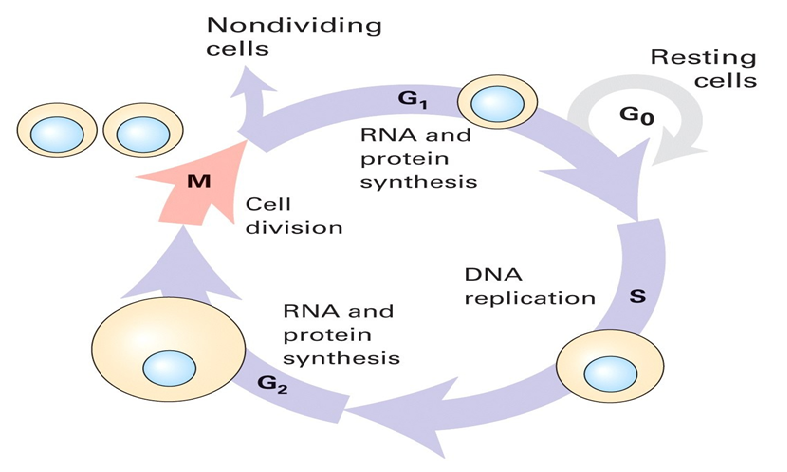 Nondividing
cells
Resting
cells
G₁
G₀
RNA and
protein
synthesis
M
Cell
division
DNA
replication
S
RNA and
protein
synthesis
G₂